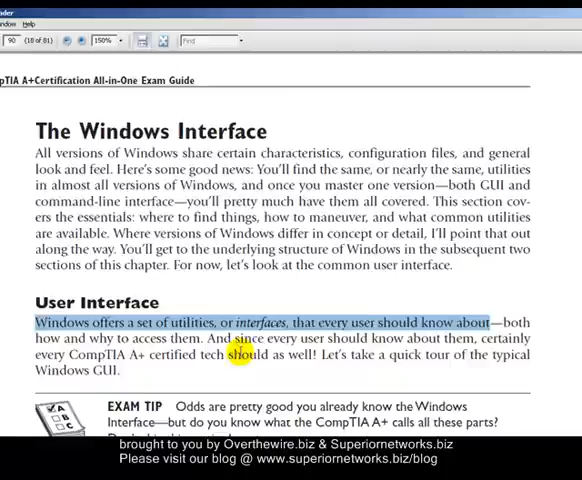 ader
ndow Help
90 (18 of 81) 150% Find
pTIA A+Certification All-in-One Exam Guide
The Windows Interface
All versions of Windows share certain characteristics, configuration files, and general
look and feel. Here's some good news: You'll find the same, or nearly the same, utilities
in almost all versions of Windows, and once you master one version—both GUI and
command-line interface—you'll pretty much have them all covered. This section cov-
ers the essentials: where to find things, how to maneuver, and what common utilities
are available. Where versions of Windows differ in concept or detail, I'll point that out
along the way. You'll get to the underlying structure of Windows in the subsequent two
sections of this chapter. For now, let's look at the common user interface.
User Interface
Windows offers a set of utilities, or interfaces, that every user should know about—both
how and why to access them. And since every user should know about them, certainly
every CompTIA A+ certified tech should as well! Let's take a quick tour of the typical
Windows GUI.
EXAM TIP Odds are pretty good you already know the Windows
Interface—but do you know what the CompTIA A+ calls all these parts?
brought to you by Overthewire.biz & Superiornetworks.biz
Please visit our blog @ www.superiornetworks.biz/blog